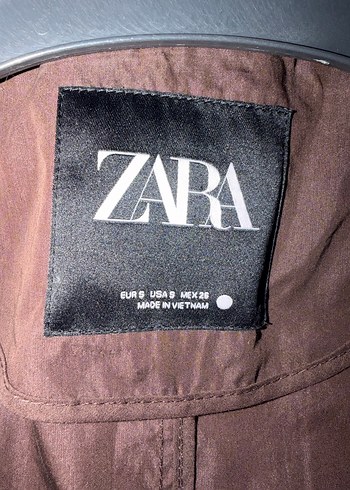 ZARA
EUR S USA S MEX 26
MADE IN VIETNAM